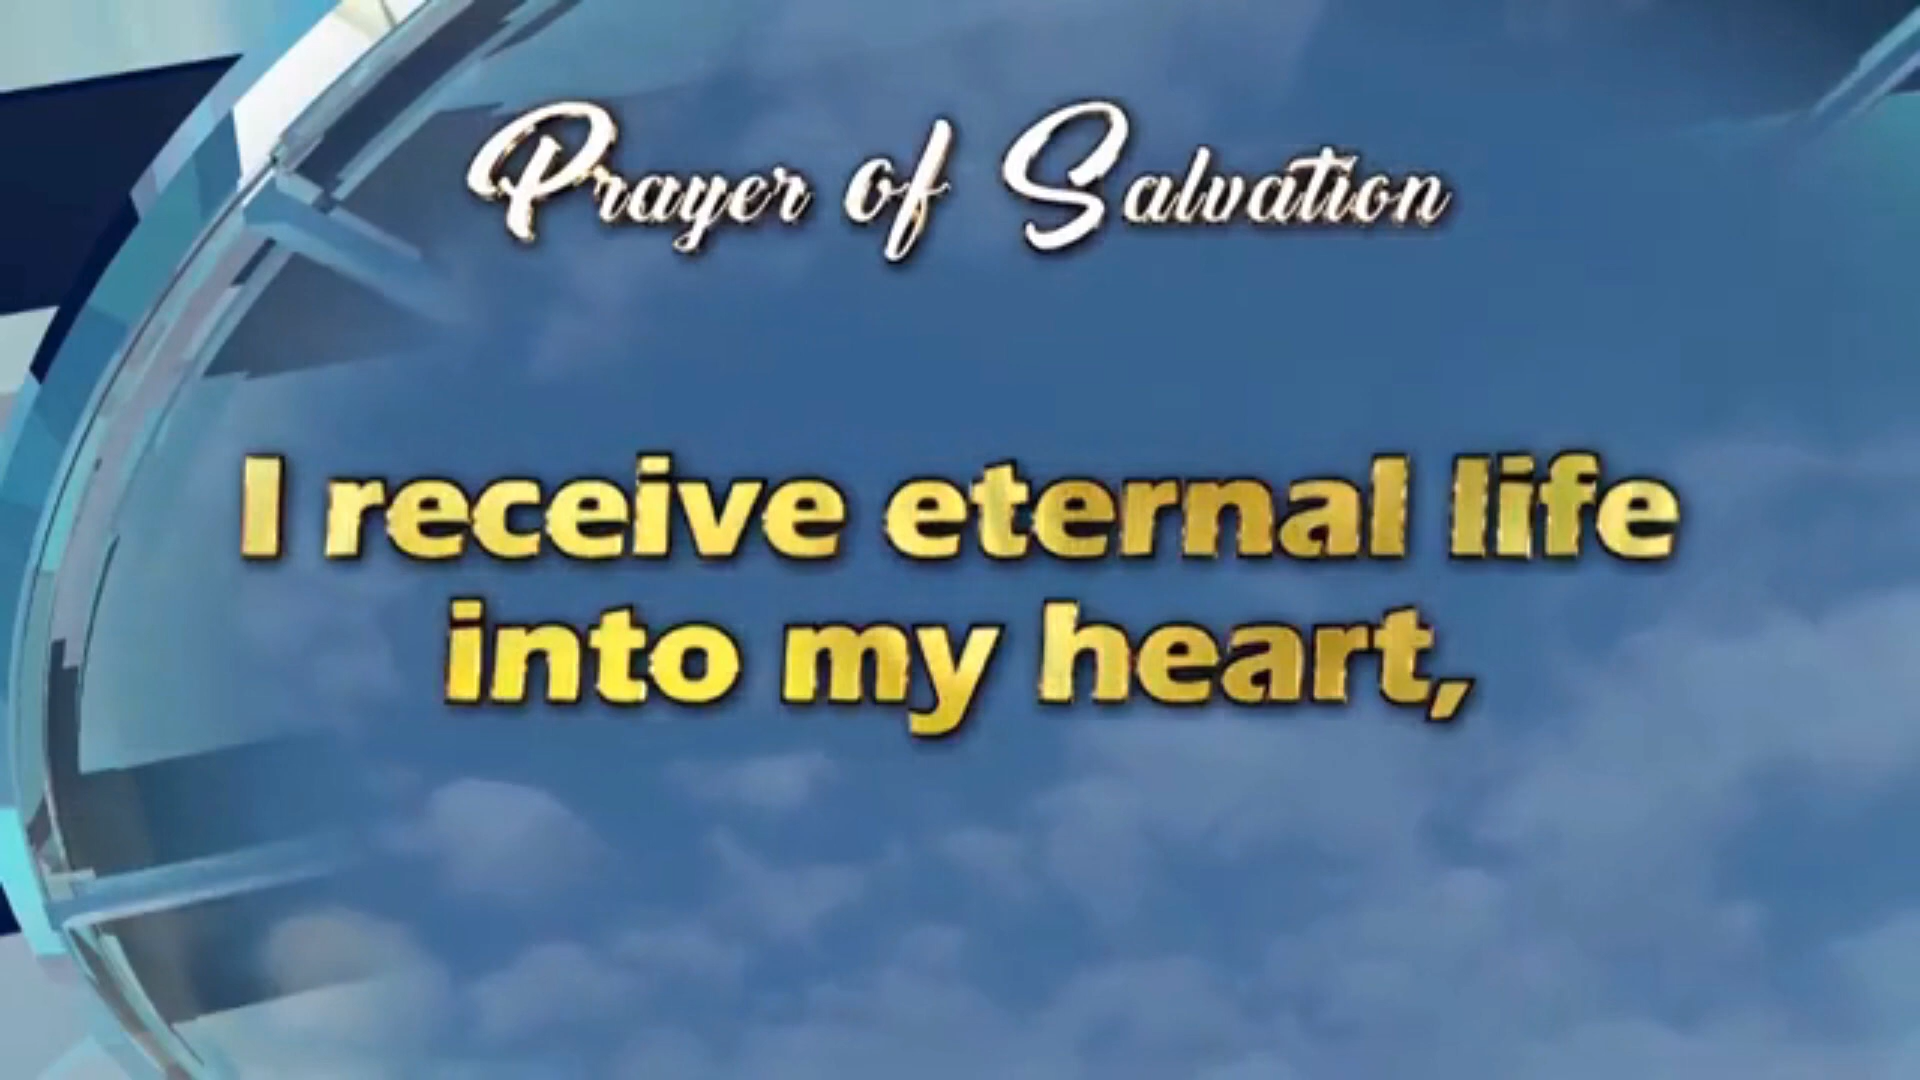 Prayer of Salvation
I receive eternal life
into my heart,